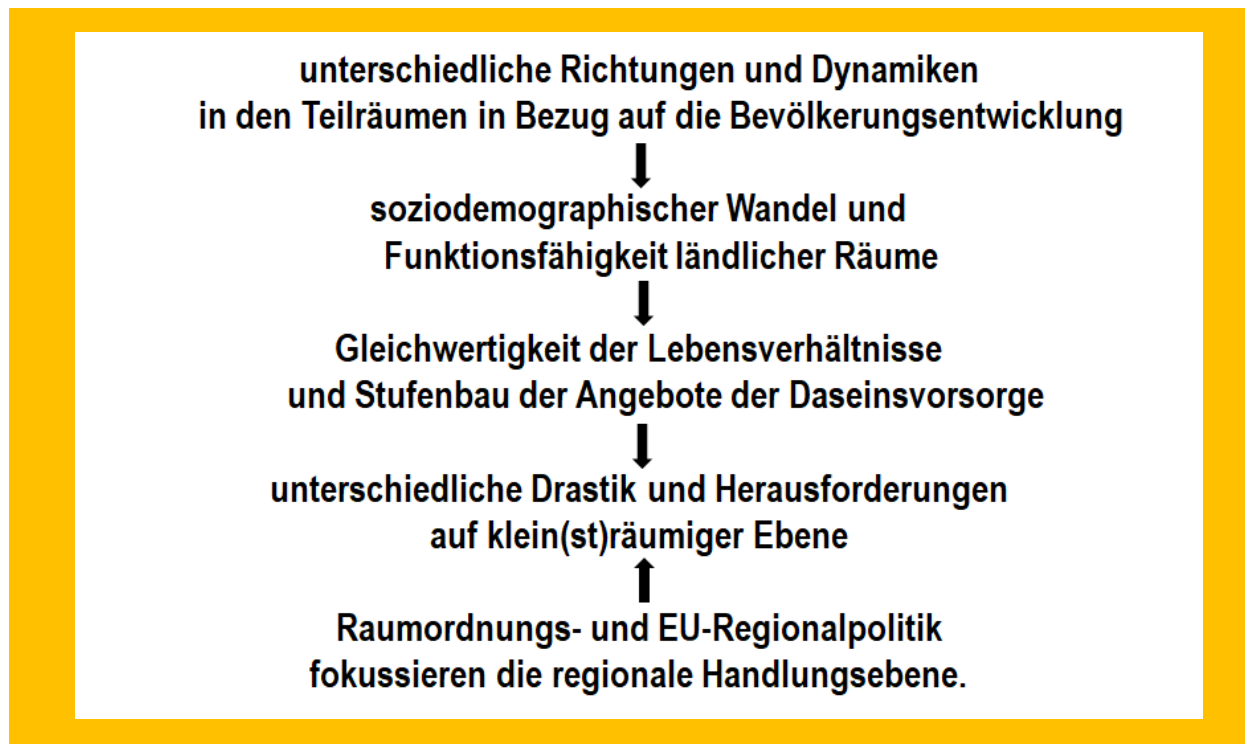 unterschiedliche Richtungen und Dynamiken
in den Teilräumen in Bezug auf die Bevölkerungsentwicklung
soziodemographischer Wandel und
Funktionsfähigkeit ländlicher Räume
Gleichwertigkeit der Lebensverhältnisse
und Stufenbau der Angebote der Daseinsvorsorge
unterschiedliche Drastik und Herausforderungen
auf klein(st)räumiger Ebene
Raumordnungs- und EU-Regionalpolitik
fokussieren die regionale Handlungsebene.